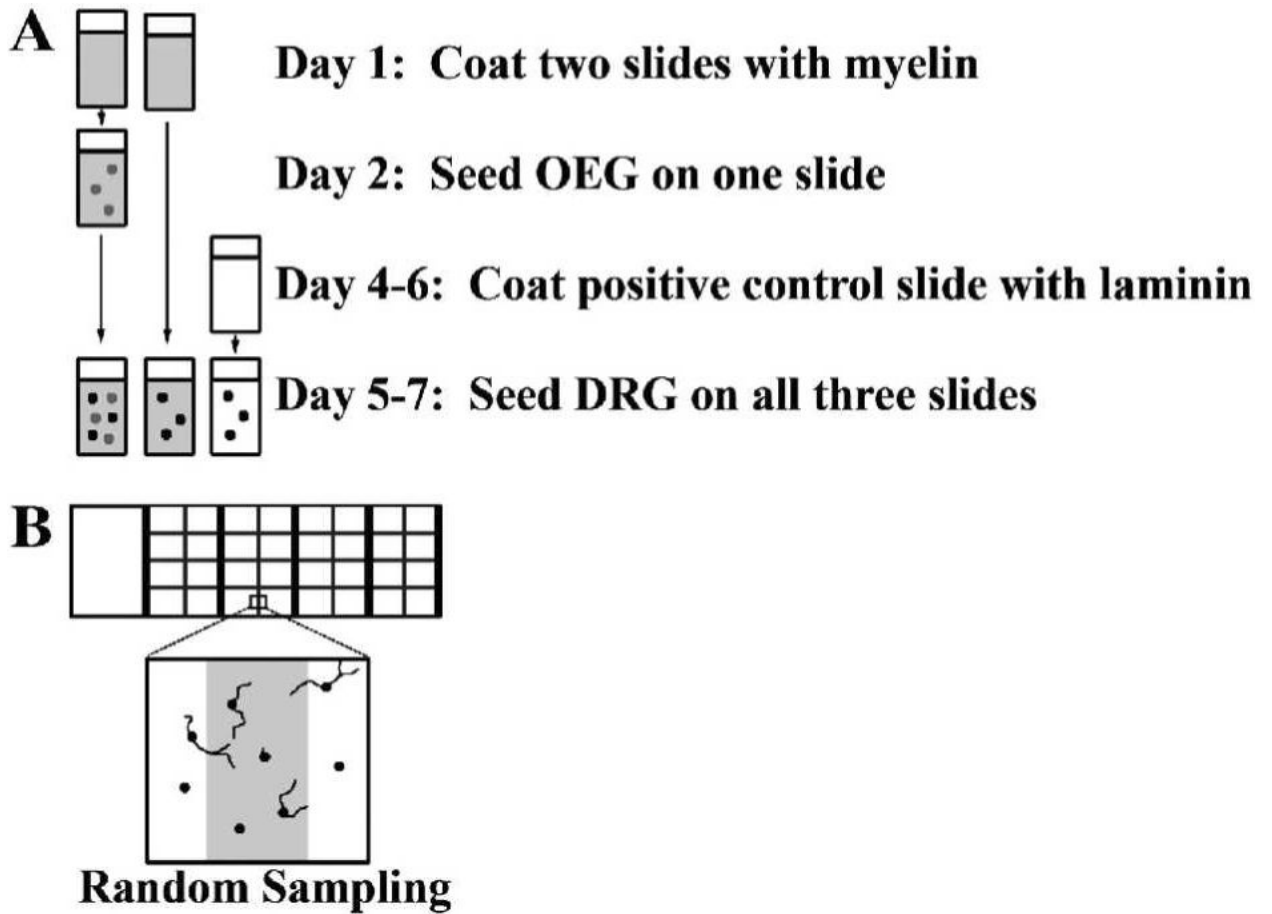 A
Day 1: Coat two slides with myelin
Day 2: Seed OEG on one slide
Day 4-6: Coat positive control slide with laminin
Day 5-7: Seed DRG on all three slides
B
Random Sampling